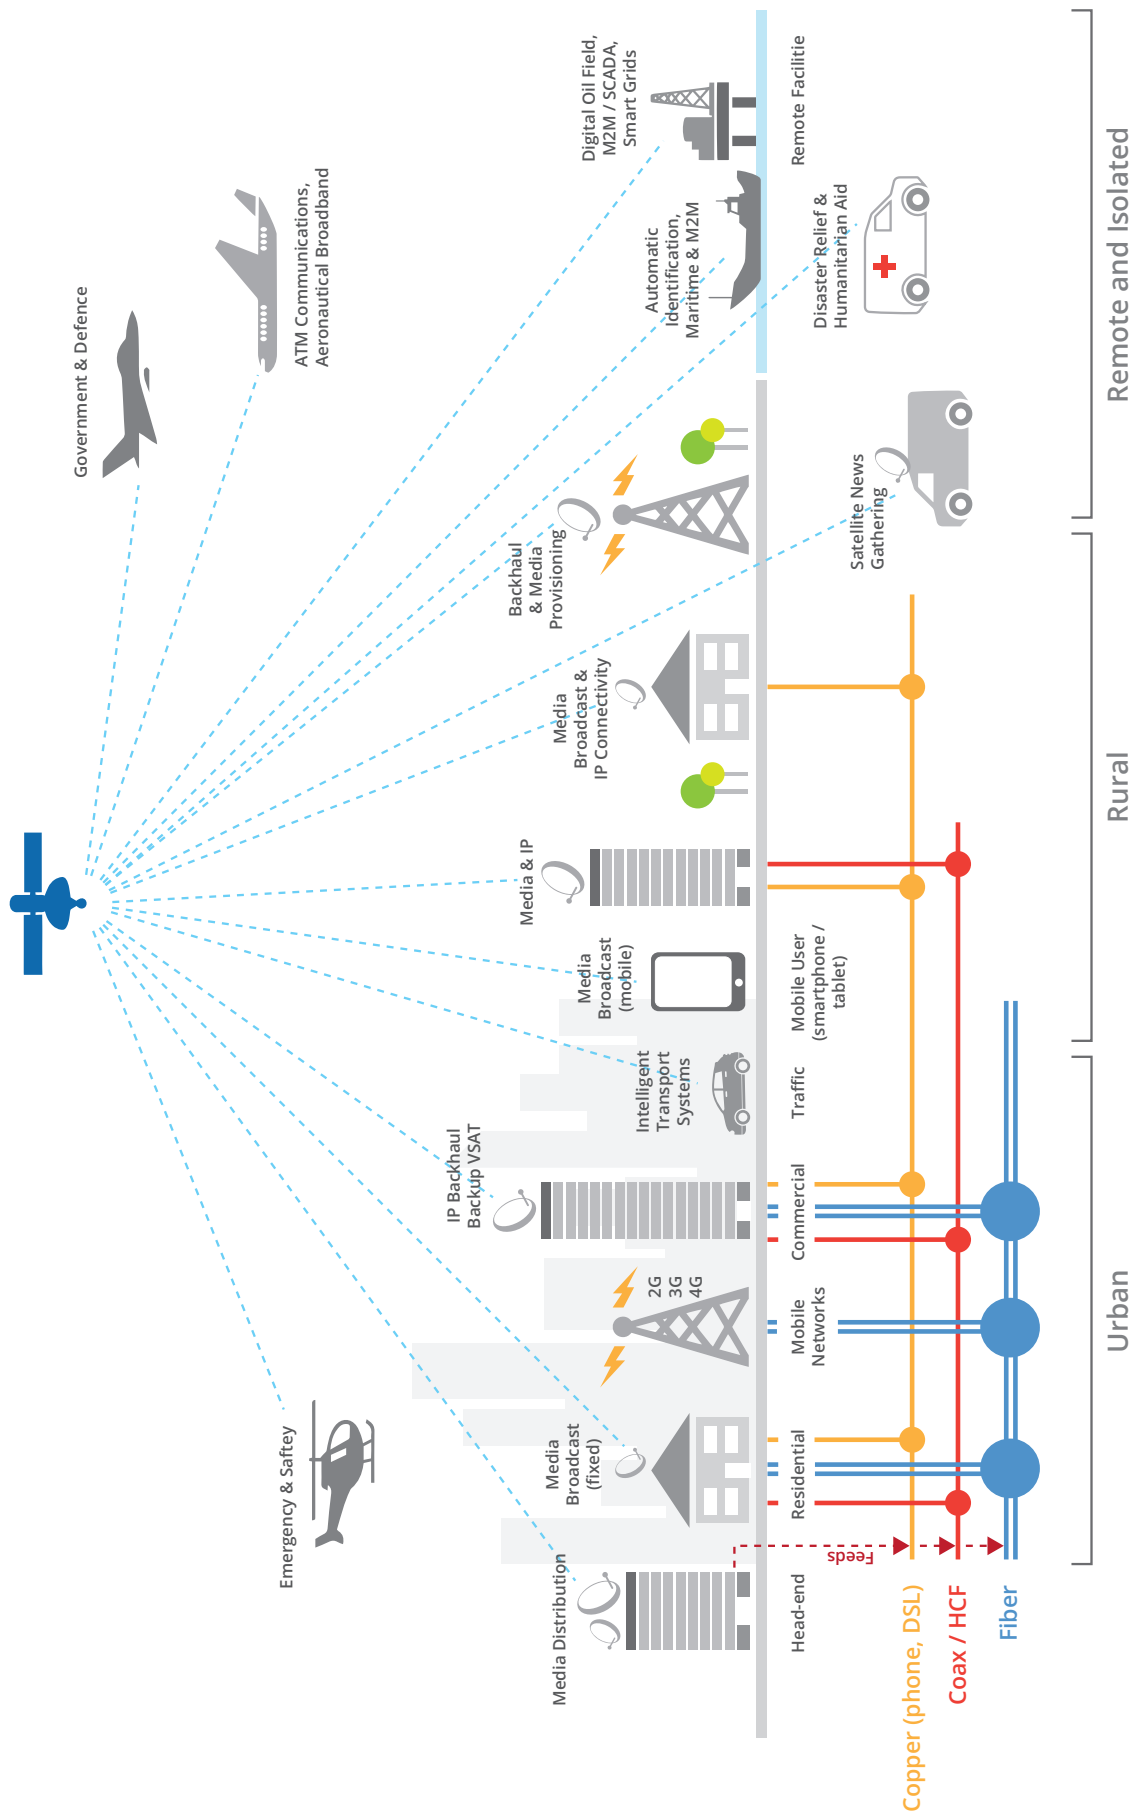 Government & Defence
ATM Communications,
Aeronautical Broadband
Emergency & Saftey
Media Distribution
Media
Broadcast
(fixed)
2G
3G
4G
IP Backhaul
Backup VSAT
Intelligent
Transport
Systems
Media
Broadcast
(mobile)
Media & IP
Media
Broadcast &
IP Connectivity
Backhaul
& Media
Provisioning
Automatic
Identification,
Maritime & M2M
Digital Oil Field,
M2M / SCADA,
Smart Grids
Head-end
Residential
Mobile
Networks
Commercial
Traffic
Mobile User
(smartphone /
tablet)
Satellite News
Gathering
Disaster Relief &
Humanitarian Aid
Remote Facilitie
Feeds
Copper (phone, DSL)
Coax / HCF
Fiber
Urban
Rural
Remote and Isolated